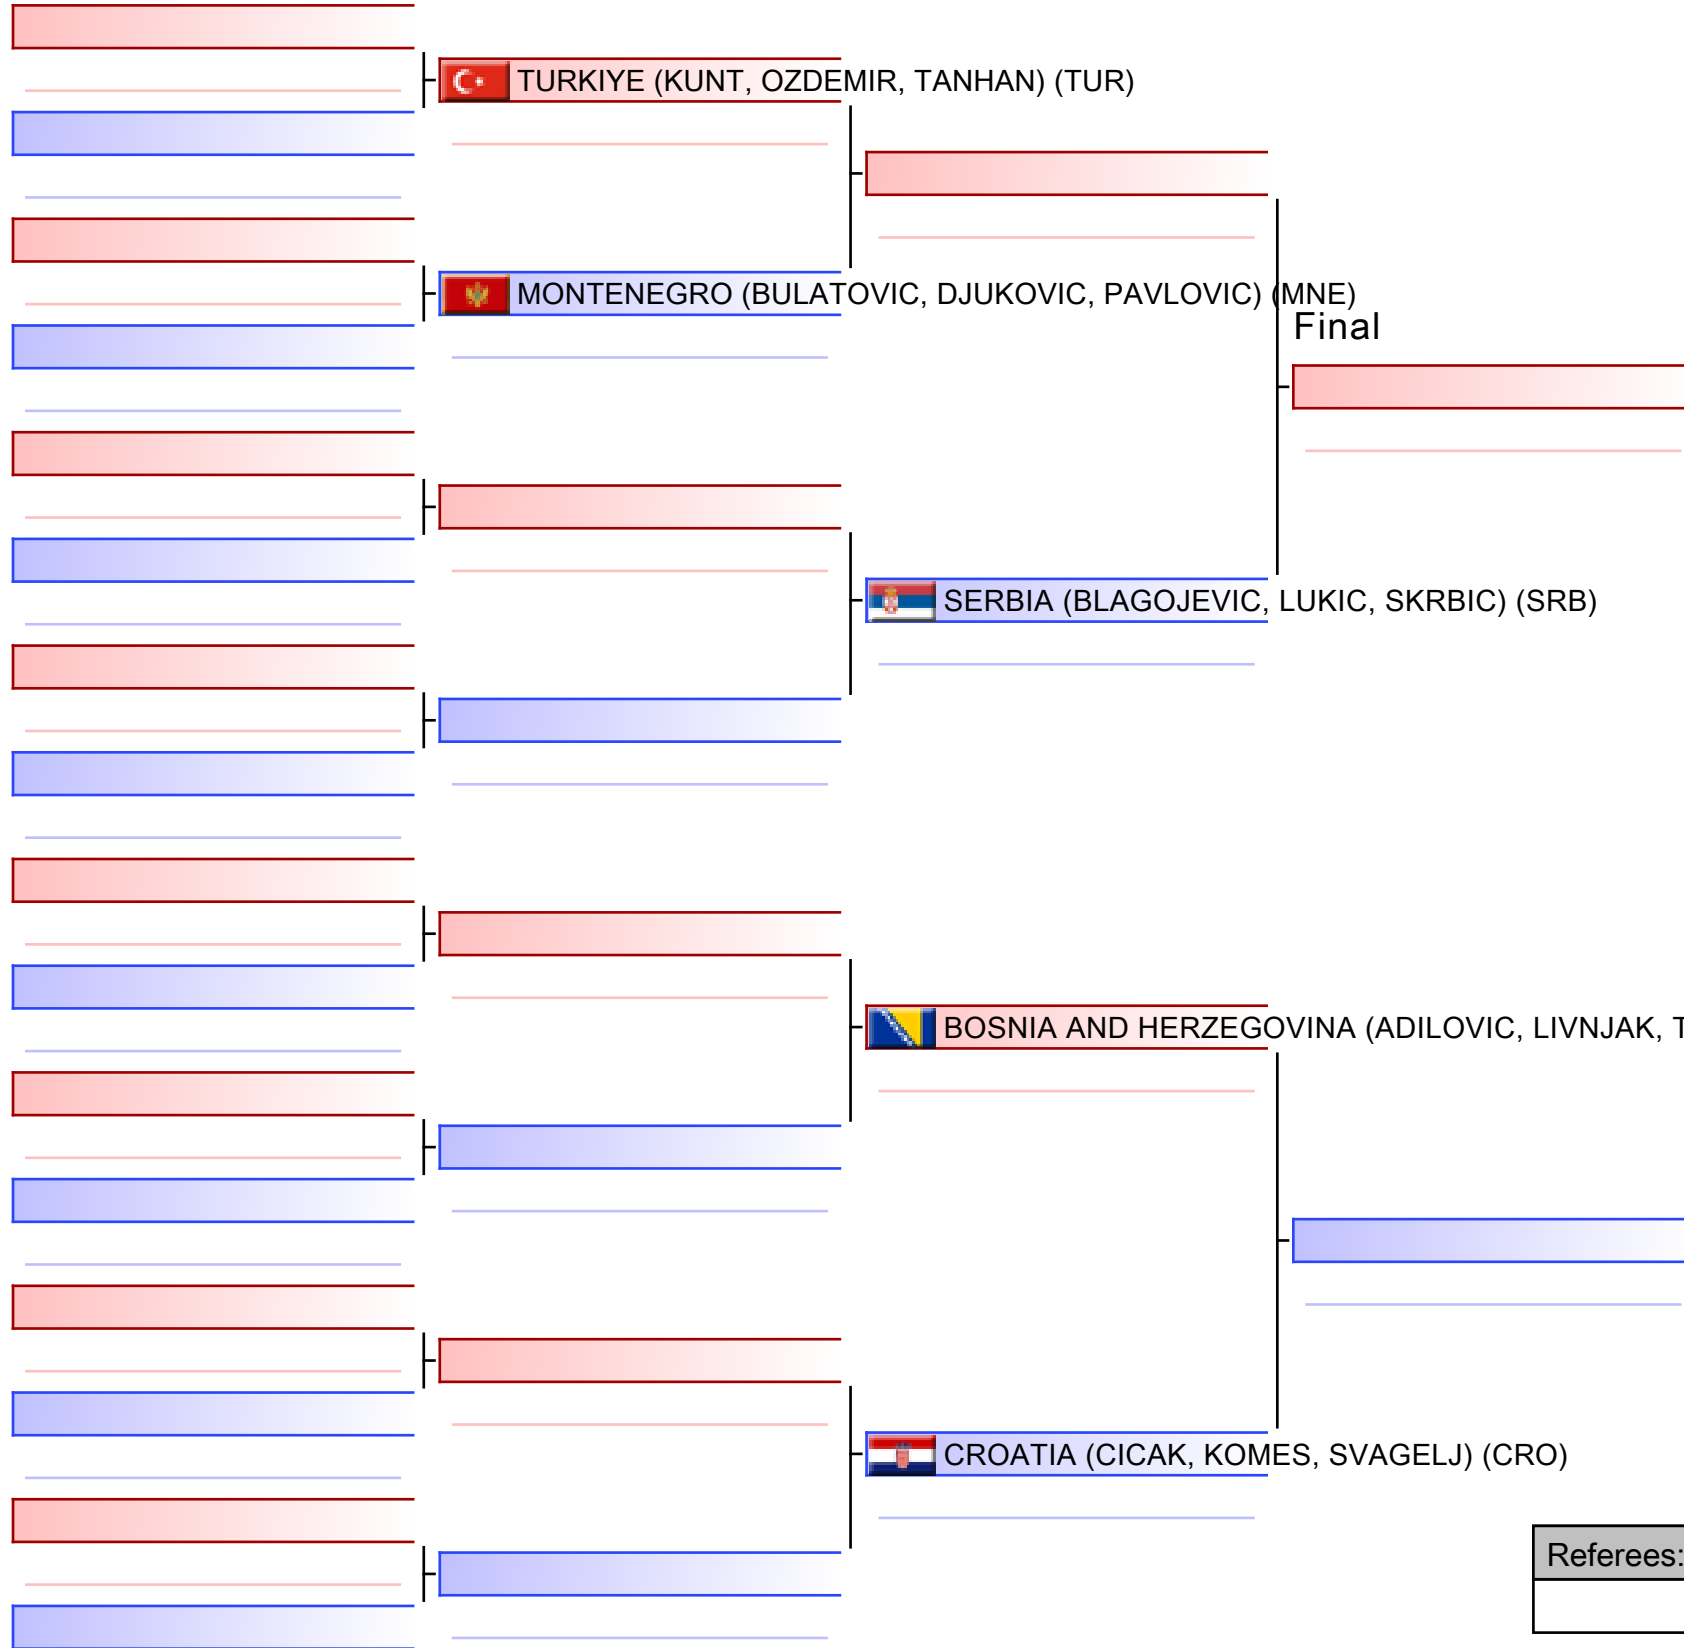 TURKIYE (KUNT, OZDEMIR, TANHAN) (TUR)
MONTENEGRO (BULATOVIC, DJUKOVIC, PAVLOVIC) (MNE)
Final
SERBIA (BLAGOJEVIC, LUKIC, SKRBIC) (SRB)
BOSNIA AND HERZEGOVINA (ADILOVIC, LIVNJAK,
CROATIA (CICAK, KOMES, SVAGELJ) (CRO)
Referees: